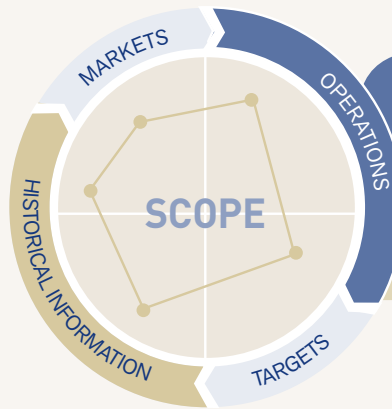 MARKETS
OPERATIONS
SCOPE
HISTORICAL INFORMATION
TARGETS